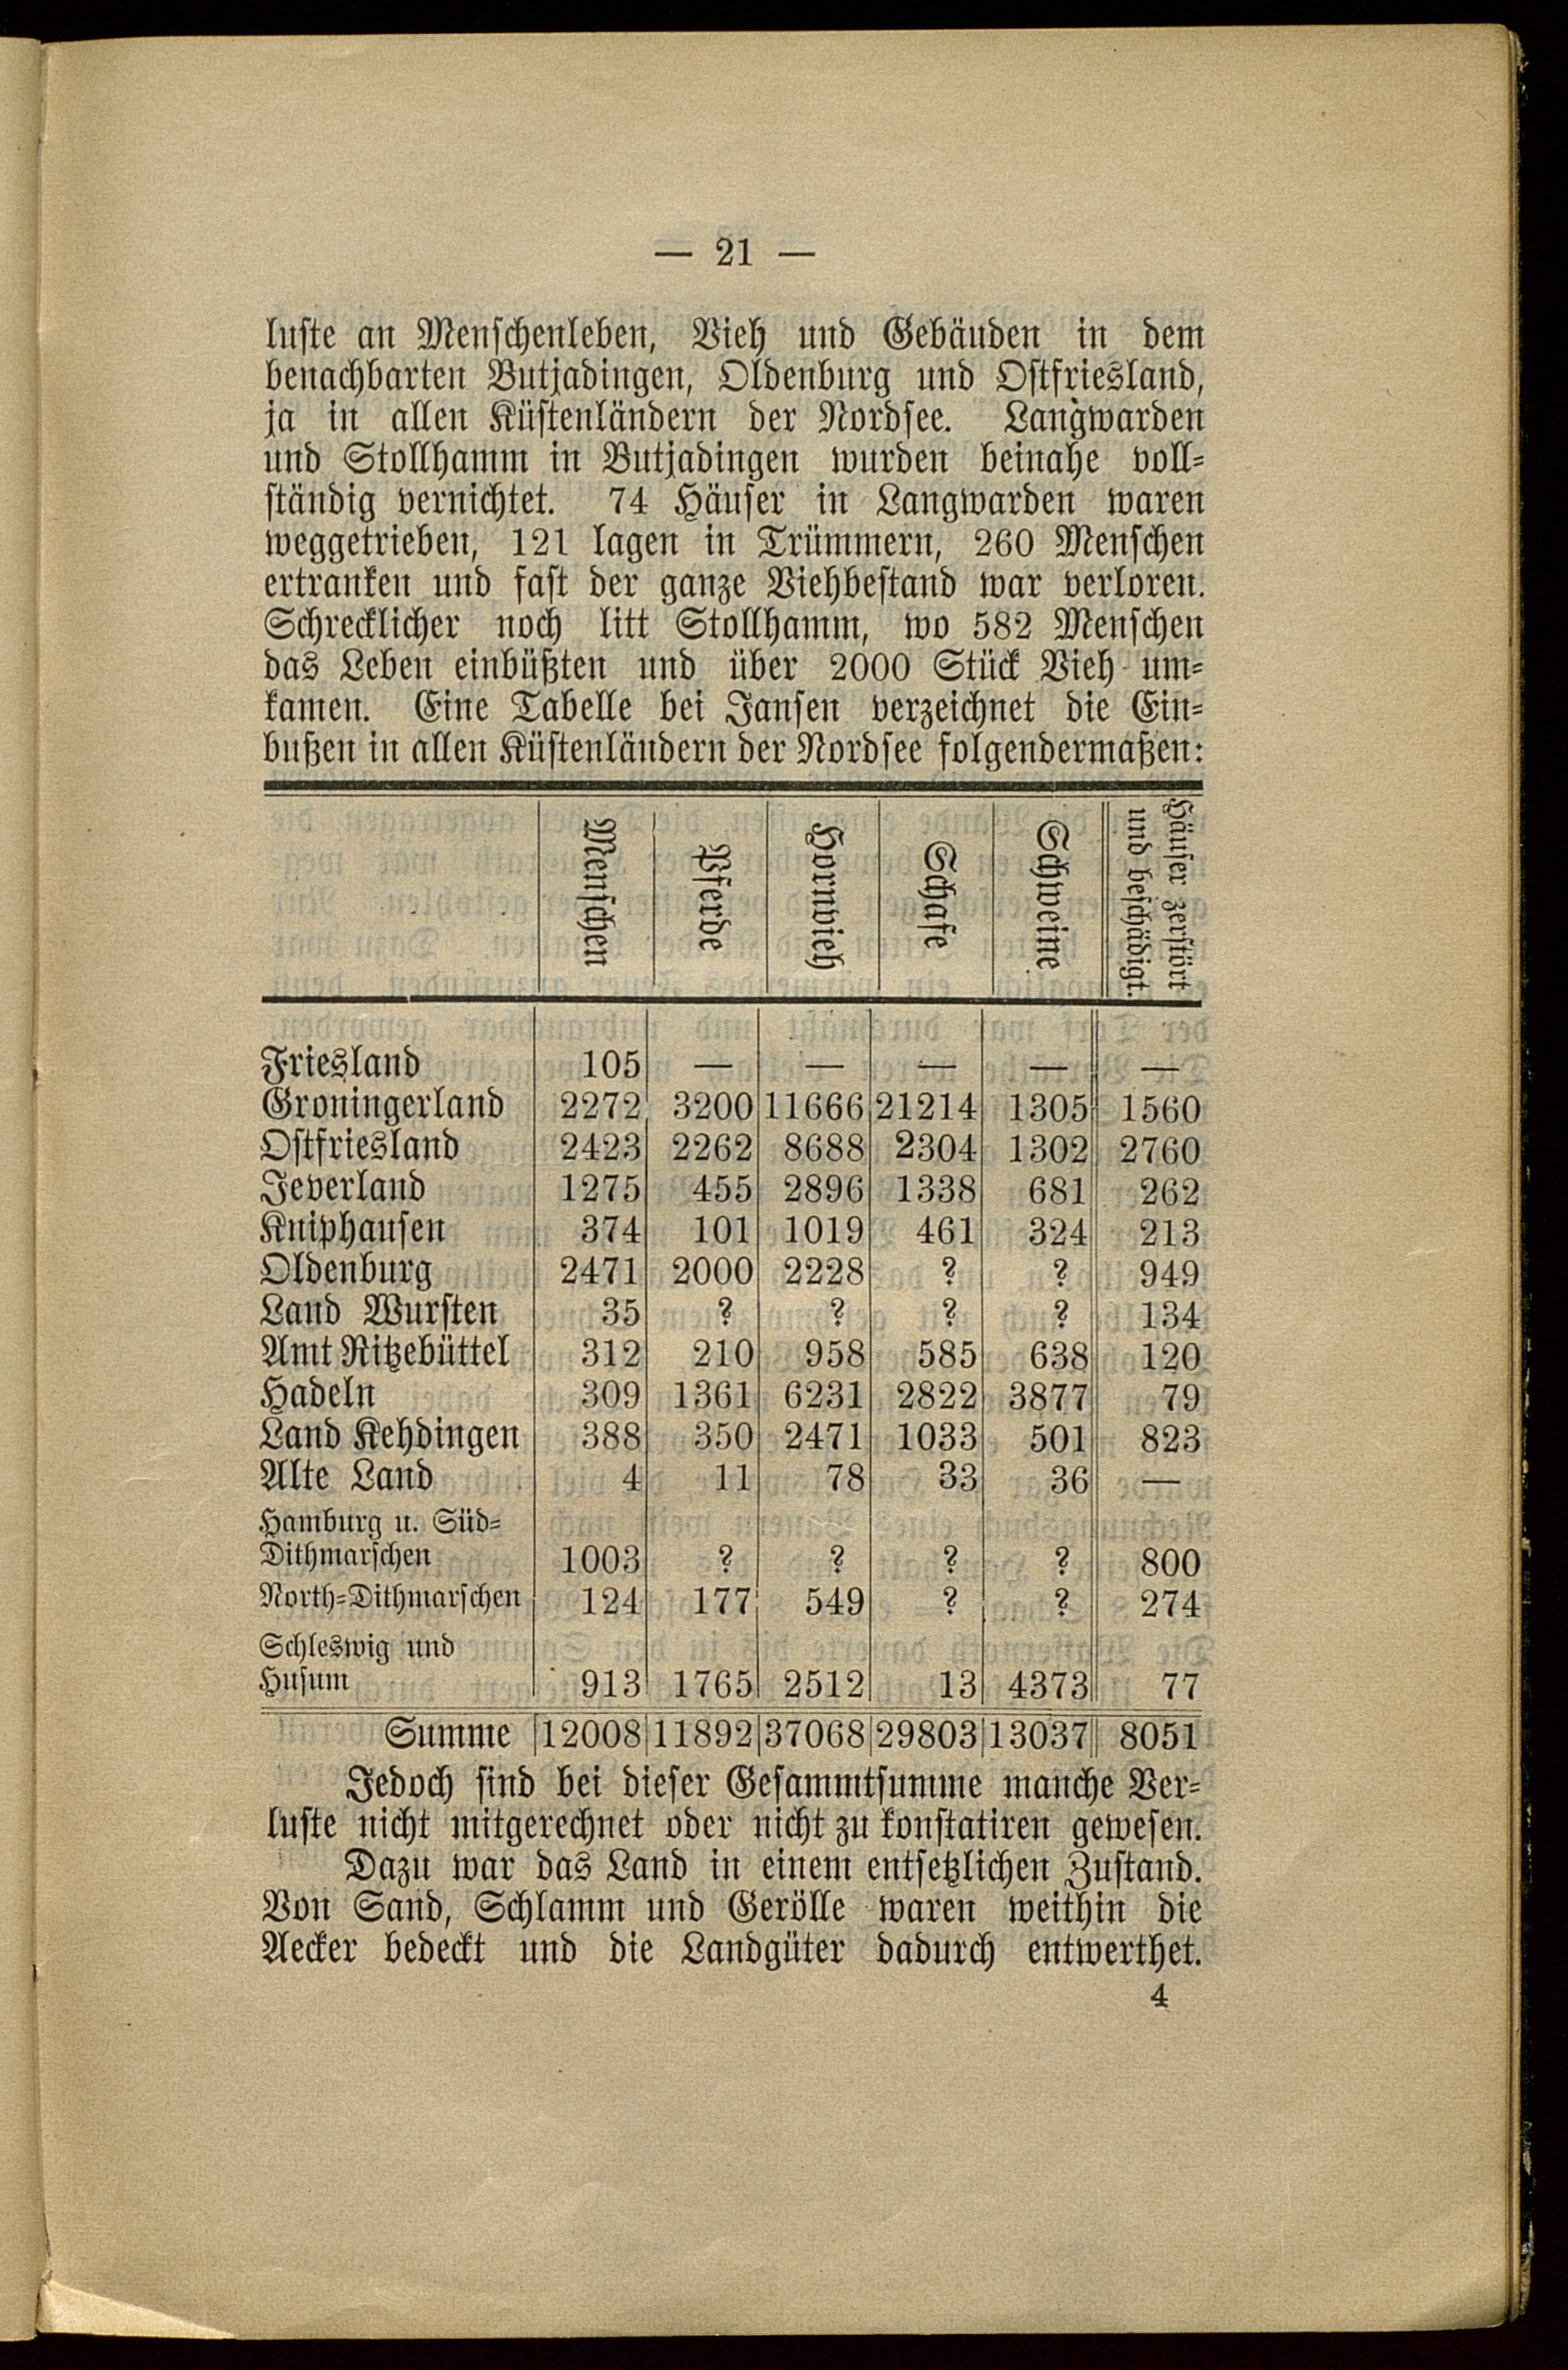 — 21 —
luste an Menschenleben, Vieh und Gebäuden in dem
benachbarten Butjadingen, Oldenburg und Ostfriesland,
ja in allen Küstenländern der Nordsee. Langwarden
und Stollhamm in Butjadingen wurden beinahe voll-
ständig vernichtet. 74 Häuser in Langwarden waren
weggetrieben, 121 lagen in Trümmern, 260 Menschen
ertranken und fast der ganze Viehbestand war verloren.
Schrecklicher noch litt Stollhamm, wo 582 Menschen
das Leben einbüßten und über 2000 Stück Vieh um-
kamen. Eine Tabelle bei Jansen verzeichnet die Ein-
bußen in allen Küstenländern der Nordsee folgendermaßen:
Menschen Pferde Hornvieh Schafe Schweine Häuser zerstört und beschädigt.
Friesland 105 — — — — —
Groningerland 2272 3200 11666 21214 1305 1560
Ostfriesland 2423 2262 8688 2304 1302 2760
Jeverland 1275 455 2896 1338 681 262
Kniphausen 374 101 1019 461 324 213
Oldenburg 2471 2000 2228 ? ? 949
Land Wursten 35 ? ? ? ? 134
Amt Ritzebüttel 312 210 958 585 638 120
Hadeln 309 1361 6231 2822 3877 79
Land Kehdingen 388 350 2471 1033 501 823
Alte Land 4 11 78 33 36 —
Hamburg u. Süd-
Dithmarschen 1003 ? ? ? ? 800
North-Dithmarschen 124 177 549 ? ? 274
Schleswig und
Husum 913 1765 2512 13 4373 77
Summe 12008 11892 37068 29803 13037 8051
Jedoch sind bei dieser Gesammtsumme manche Ver-
luste nicht mitgerechnet oder nicht zu konstatiren gewesen.
Dazu war das Land in einem entsetzlichen Zustand.
Von Sand, Schlamm und Gerölle waren weithin die
Aecker bedeckt und die Landgüter dadurch entwerthet.
4